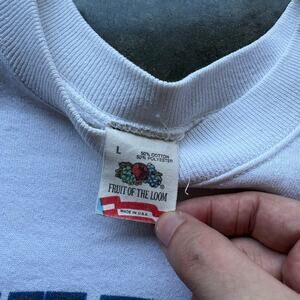 L
50% COTTON
50% POLYESTER
FRUIT OF THE LOOM
MADE IN U.S.A.